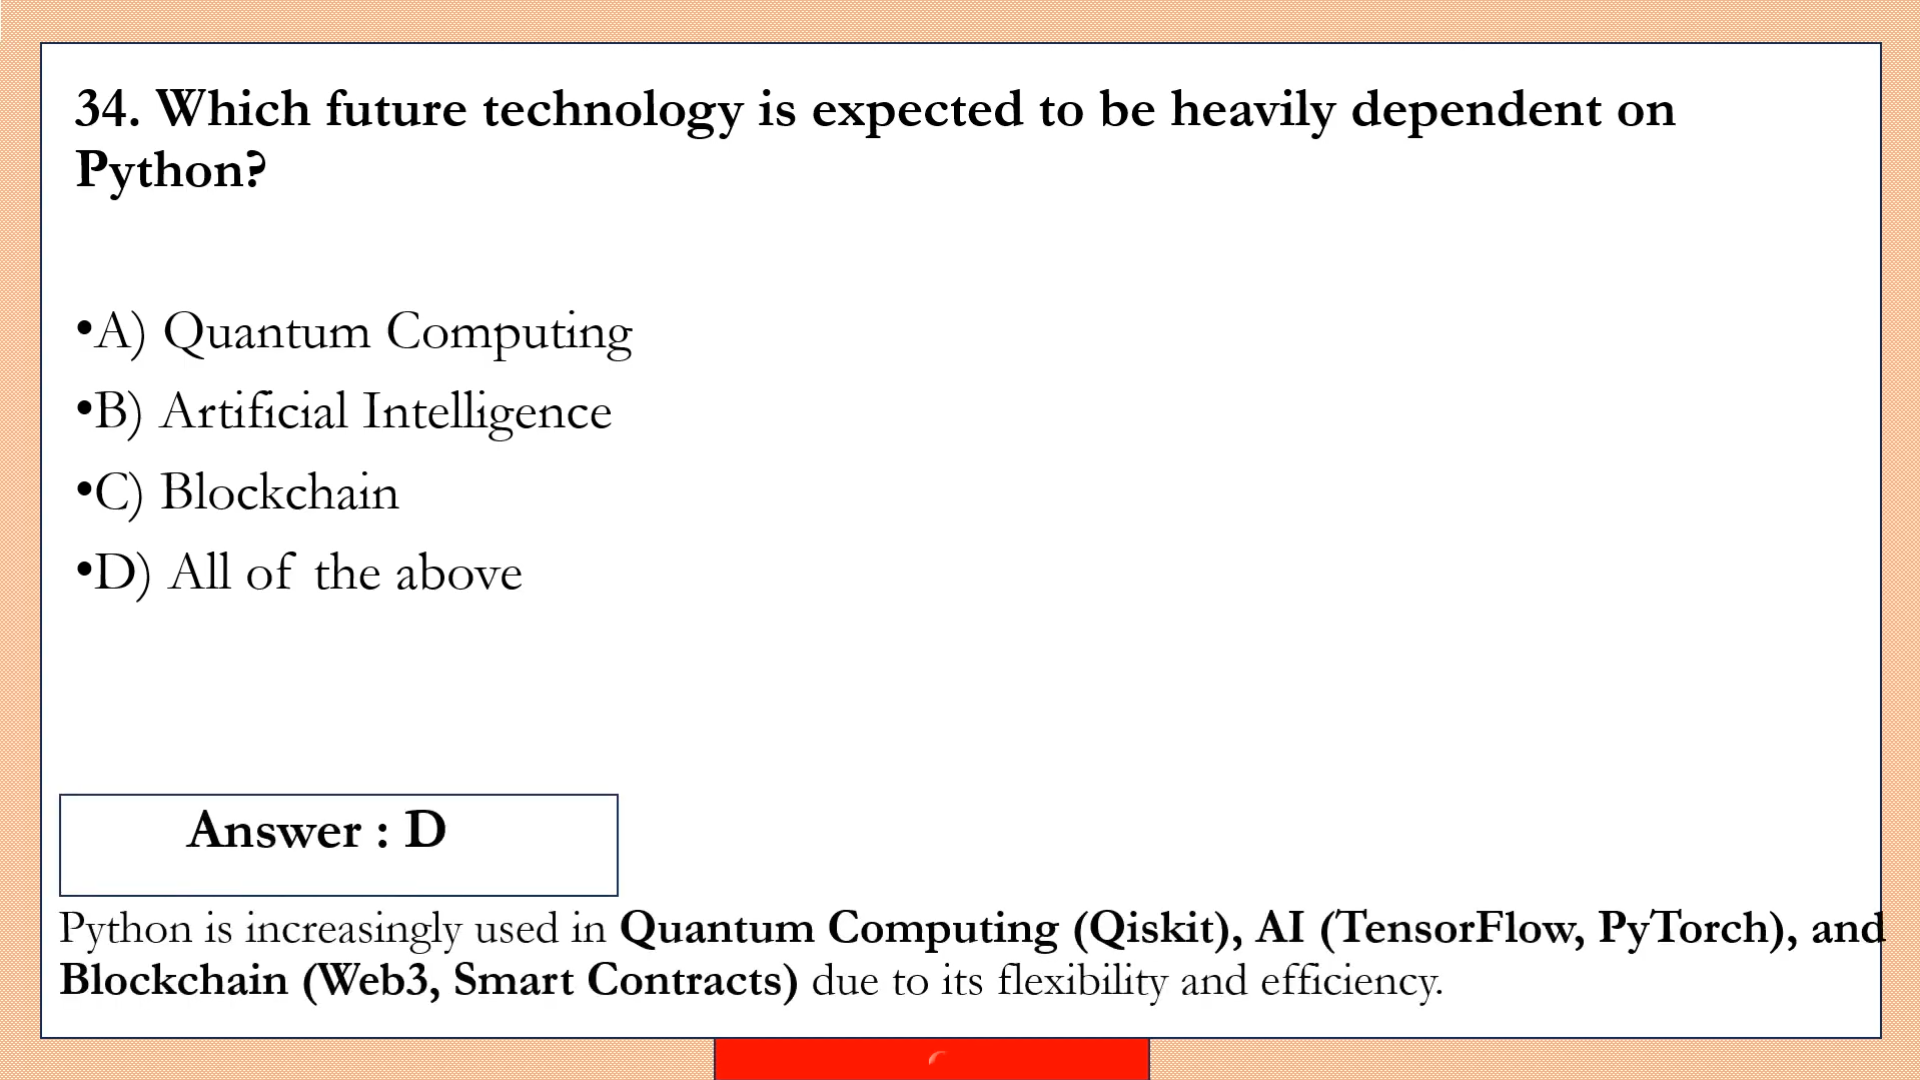 34. Which future technology is expected to be heavily dependent on
Python?
•A) Quantum Computing
•B) Artificial Intelligence
•C) Blockchain
•D) All of the above
Answer : D
Python is increasingly used in Quantum Computing (Qiskit), AI (TensorFlow, PyTorch), and
Blockchain (Web3, Smart Contracts) due to its flexibility and efficiency.